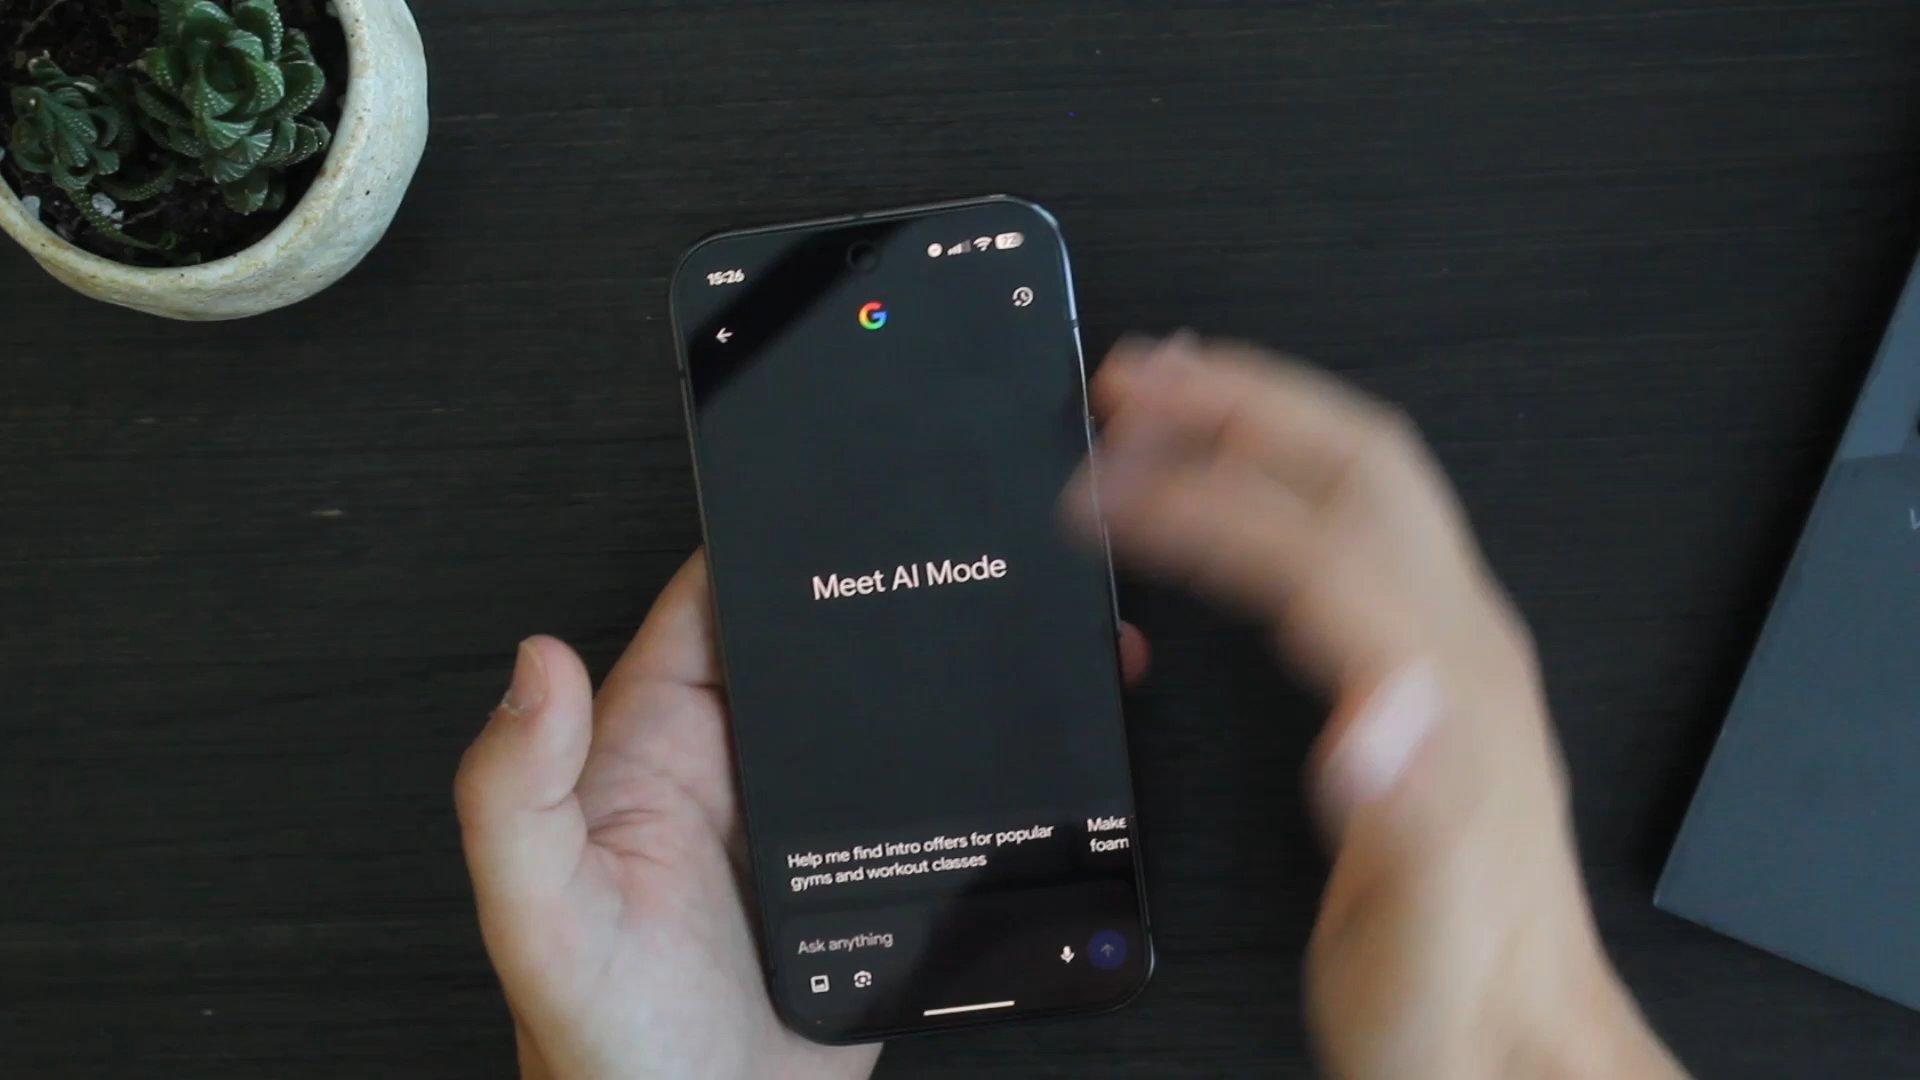 15:26
72
G
Meet AI Mode
Help me find intro offers for popular
gyms and workout classes
Make
foam
Ask anything